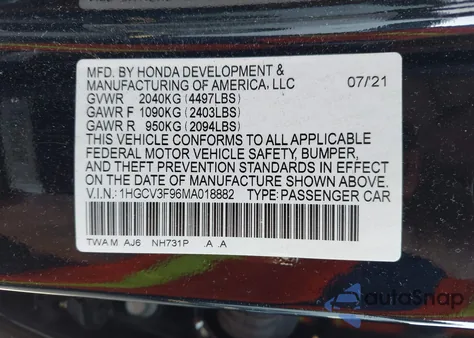 MFD. BY HONDA DEVELOPMENT &
MANUFACTURING OF AMERICA, LLC 07/'21
GVWR 2040KG (4497LBS)
GAWR F 1090KG (2403LBS)
GAWR R 950KG (2094LBS)
THIS VEHICLE CONFORMS TO ALL APPLICABLE
FEDERAL MOTOR VEHICLE SAFETY, BUMPER,
AND THEFT PREVENTION STANDARDS IN EFFECT
ON THE DATE OF MANUFACTURE SHOWN ABOVE.
V.I.N.: 1HGCV3F96MA018882 TYPE: PASSENGER CAR
TWA M AJ6 NH731P .A .A
autoSnap